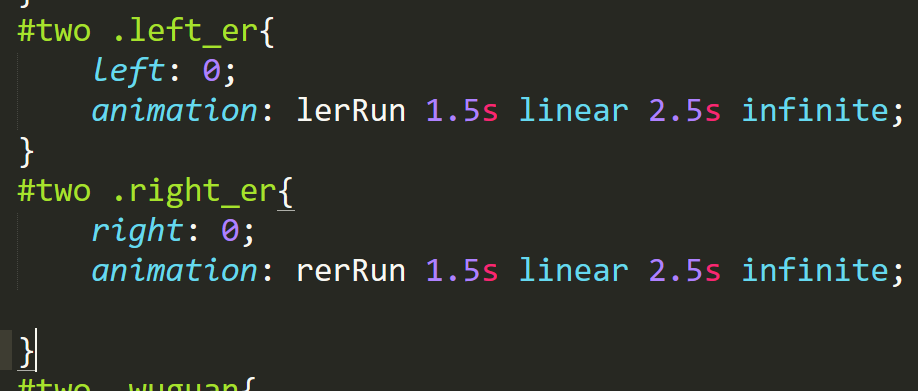 }
#two .left_er{
left: 0;
animation: lerRun 1.5s linear 2.5s infinite;
}
#two .right_er{
right: 0;
animation: rerRun 1.5s linear 2.5s infinite;
}
#two .wuguan{